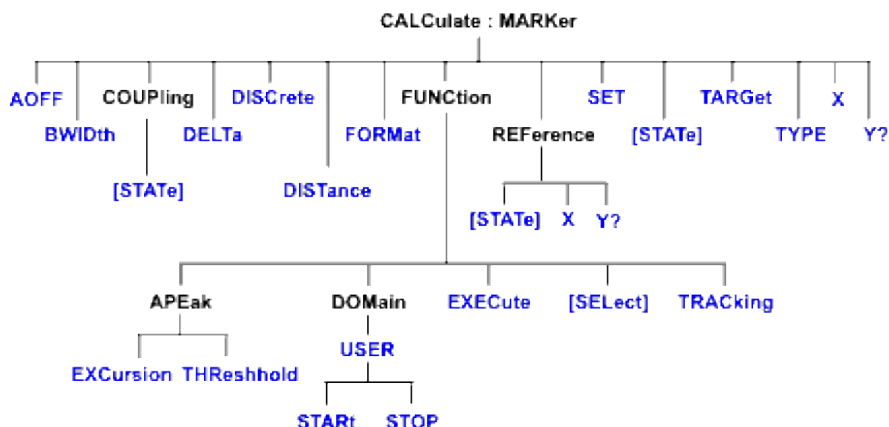 CALCulate : MARKer
AOFF COUPling DISCrete FUNCtion SET TARGet X
BWIDth DELTa FORMat REFerence [STATe] TYPE Y?
[STATe] DISTance
[STATe] X Y?
APEak DOMain EXECute [SELect] TRACking
USER
EXCursion THReshhold
STARt STOP